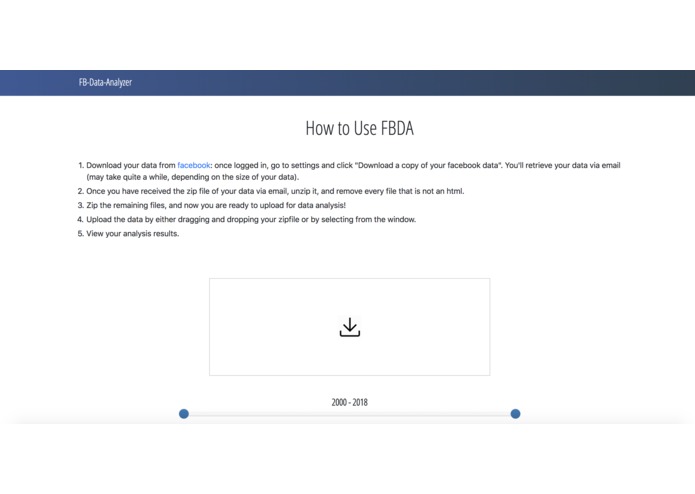 FB-Data-Analyzer
How to Use FBDA
1. Download your data from facebook: once logged in, go to settings and click "Download a copy of your facebook data". You'll retrieve your data via email
(may take quite a while, depending on the size of your data).
2. Once you have received the zip file of your data via email, unzip it, and remove every file that is not an html.
3. Zip the remaining files, and now you are ready to upload for data analysis!
4. Upload the data by either dragging and dropping your zipfile or by selecting from the window.
5. View your analysis results.
2000 - 2018